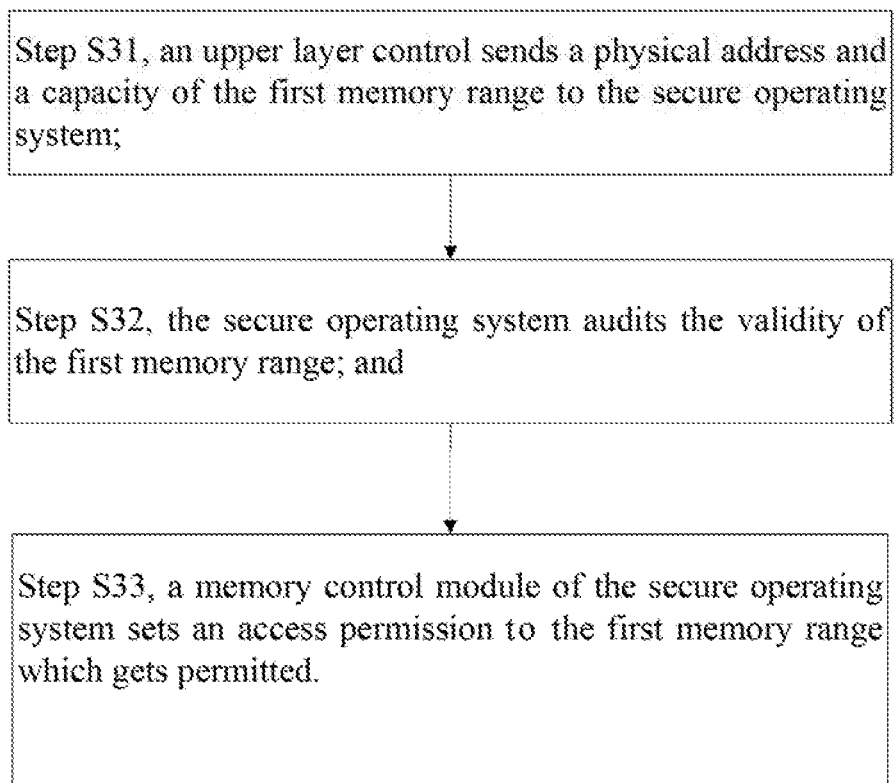 Step S31, an upper layer control sends a physical address and
a capacity of the first memory range to the secure operating
system;
Step S32, the secure operating system audits the validity of
the first memory range; and
Step S33, a memory control module of the secure operating
system sets an access permission to the first memory range
which gets permitted.